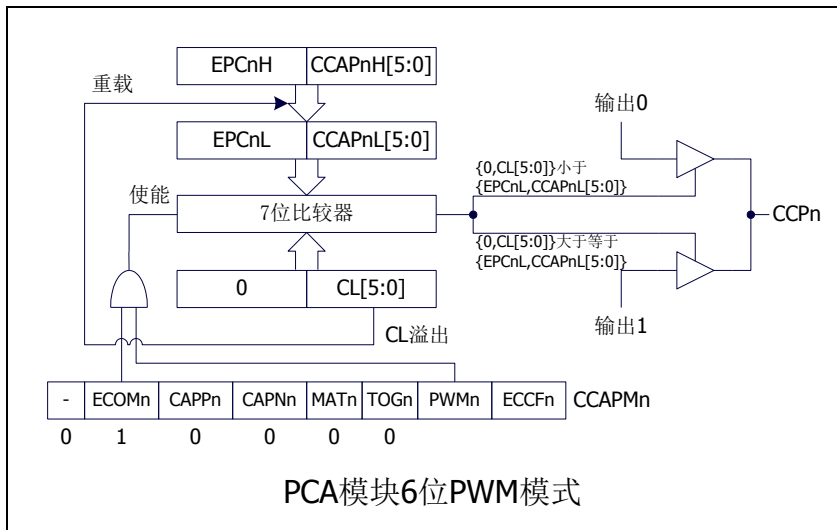 EPCnH CCAPnH[5:0]
重载
输出0
EPCnL CCAPnL[5:0]
{0,CL[5:0]}小于
{EPCnL,CCAPnL[5:0]}
使能
7位比较器
CCPn
{0,CL[5:0]}大于等于
{EPCnL,CCAPnL[5:0]}
0 CL[5:0]
输出1
CL溢出
- ECOMn CAPPn CAPNn MATn TOGn PWMn ECCFn CCAPMn
0 1 0 0 0 0
PCA模块6位PWM模式